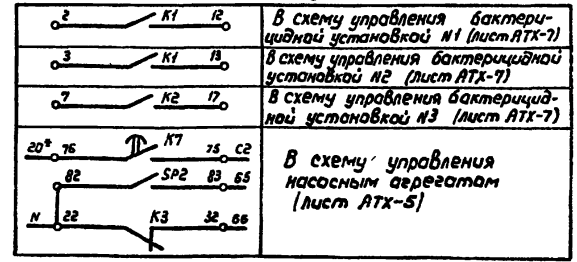 2 K1 12
В схему управления бактери-
цидной установкой N1 (лист АТХ-7)
3 K1 13
В схему управления бактерицидной
установкой N2 (лист АТХ-7)
7 K2 17
В схему управления бактерицид-
ной установкой N3 (лист АТХ-7)
20* 76 K7 75 C2
82 SP2 83 65
N 22 K3 32 66
В схему управления
насосным агрегатом
(лист АТХ-5)